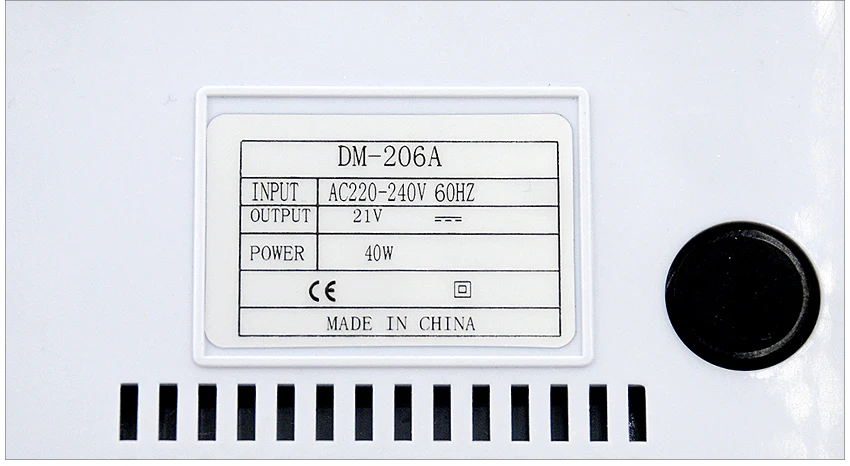 DM-206A
INPUT AC220-240V 60HZ
OUTPUT 21V ⎓
POWER 40W
CE
MADE IN CHINA